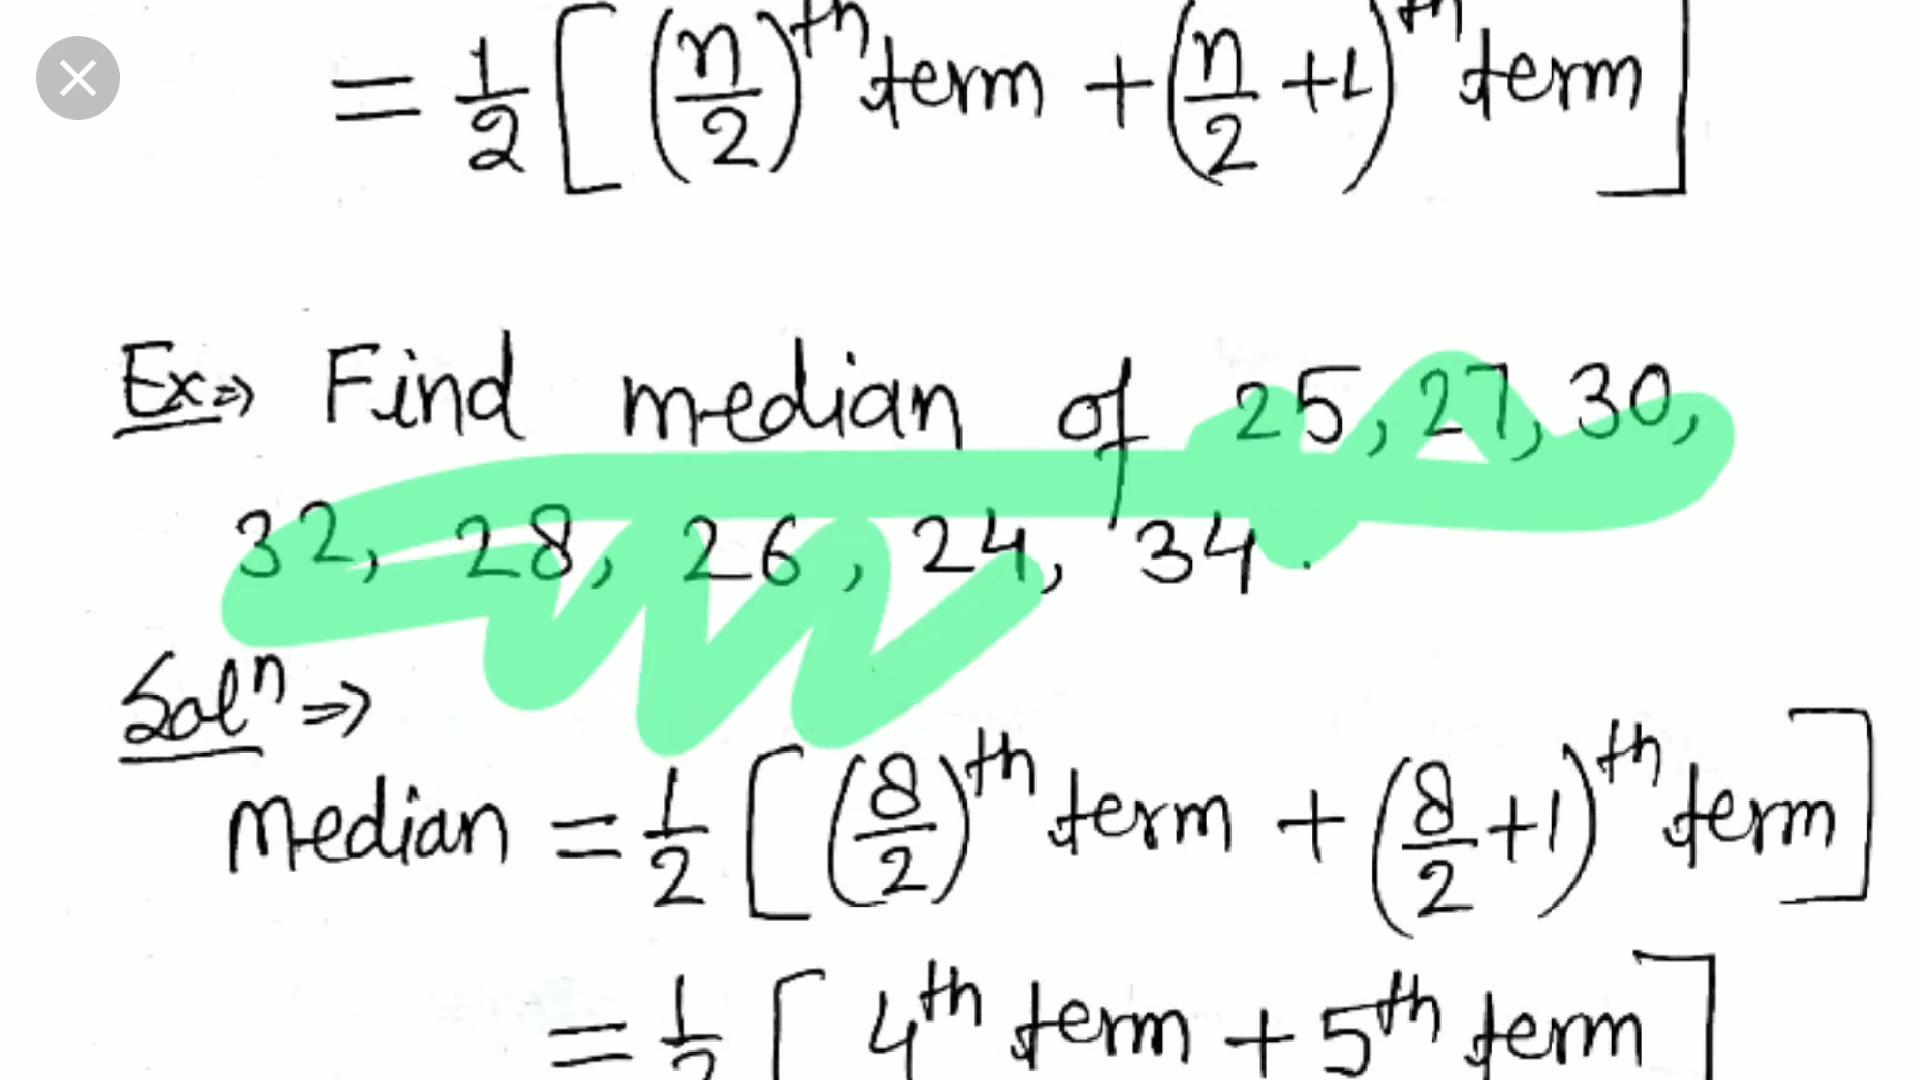 = 1/2 [ (n/2)th term + (n/2 +1)th term ]
Ex⇒ Find median of 25, 27, 30,
32, 28, 26, 24, 34.
Solⁿ ⇒
Median = 1/2 [ (8/2)th term + (8/2 +1)th term ]
= 1/2 [ 4th term + 5th term ]